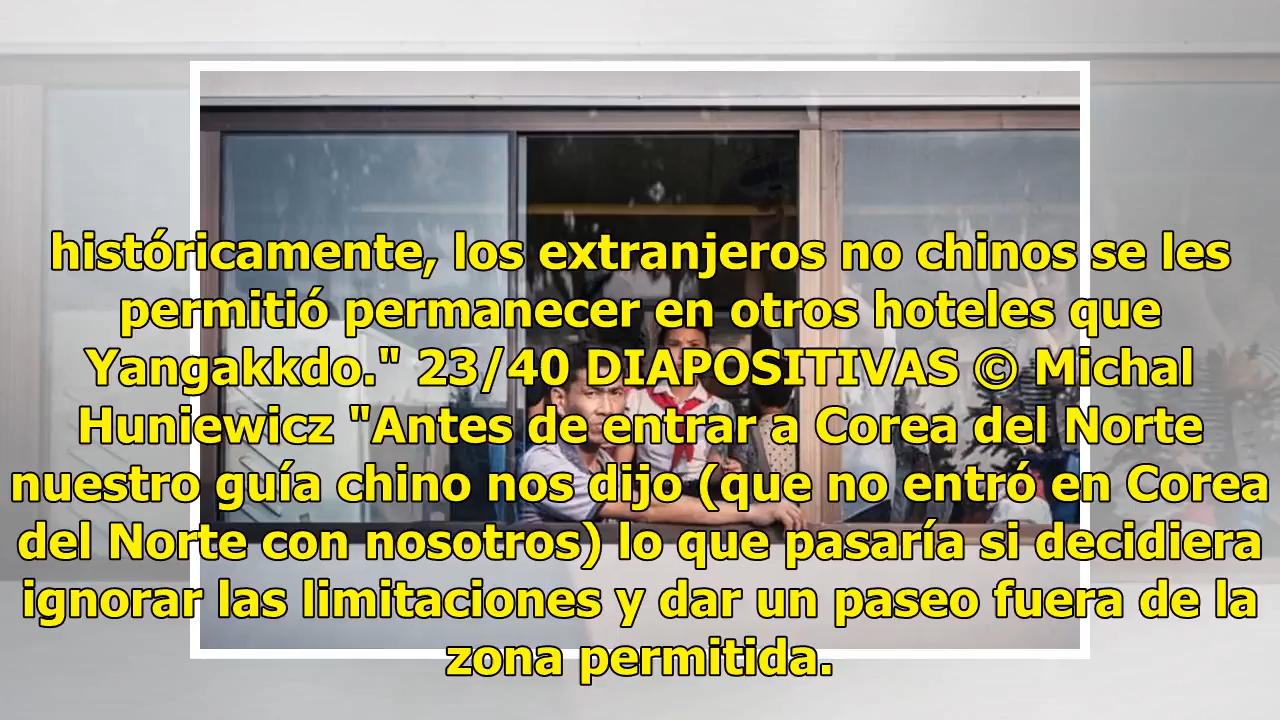 históricamente, los extranjeros no chinos se les
permitió permanecer en otros hoteles que
Yangakkdo." 23/40 DIAPOSITIVAS © Michal
Huniewicz "Antes de entrar a Corea del Norte
nuestro guía chino nos dijo (que no entró en Corea
del Norte con nosotros) lo que pasaría si decidiera
ignorar las limitaciones y dar un paseo fuera de la
zona permitida.